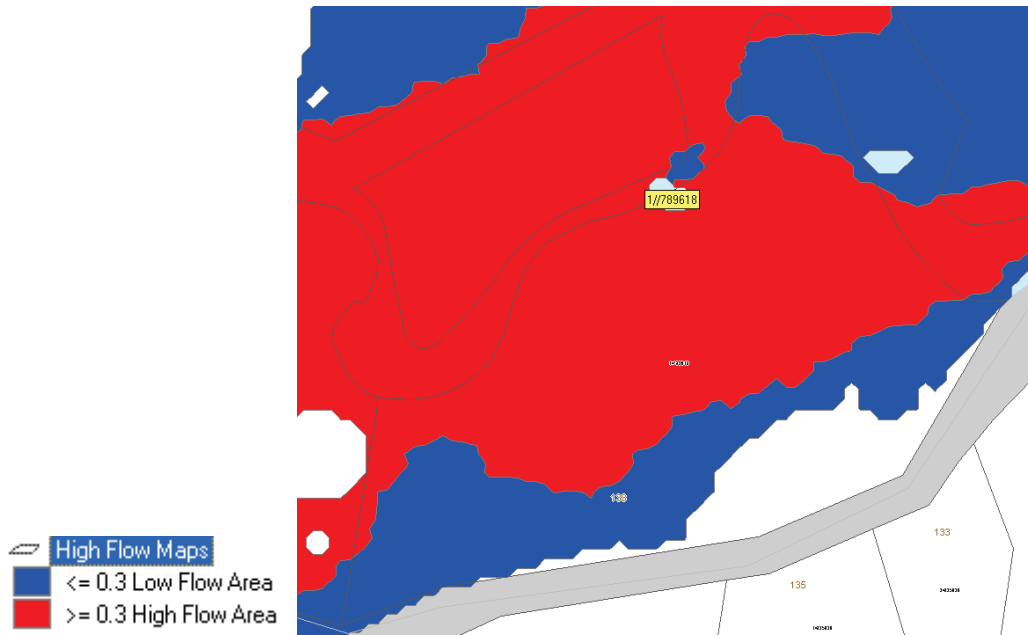 1//789618
138
133
135
High Flow Maps
<= 0.3 Low Flow Area
>= 0.3 High Flow Area